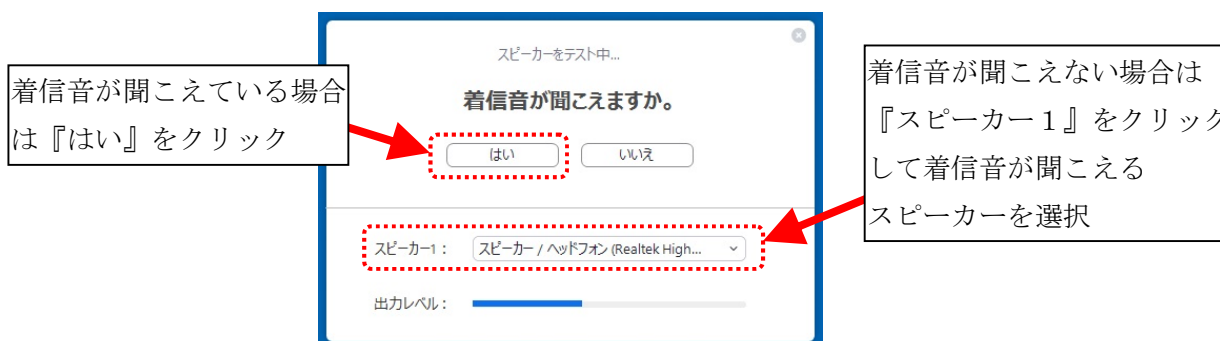 着信音が聞こえている場合
は『はい』をクリック
スピーカーをテスト中...
着信音が聞こえますか。
はい
いいえ
スピーカー1：
スピーカー / ヘッドフォン (Realtek High...
出力レベル：
着信音が聞こえない場合は
『スピーカー１』をクリック
して着信音が聞こえる
スピーカーを選択